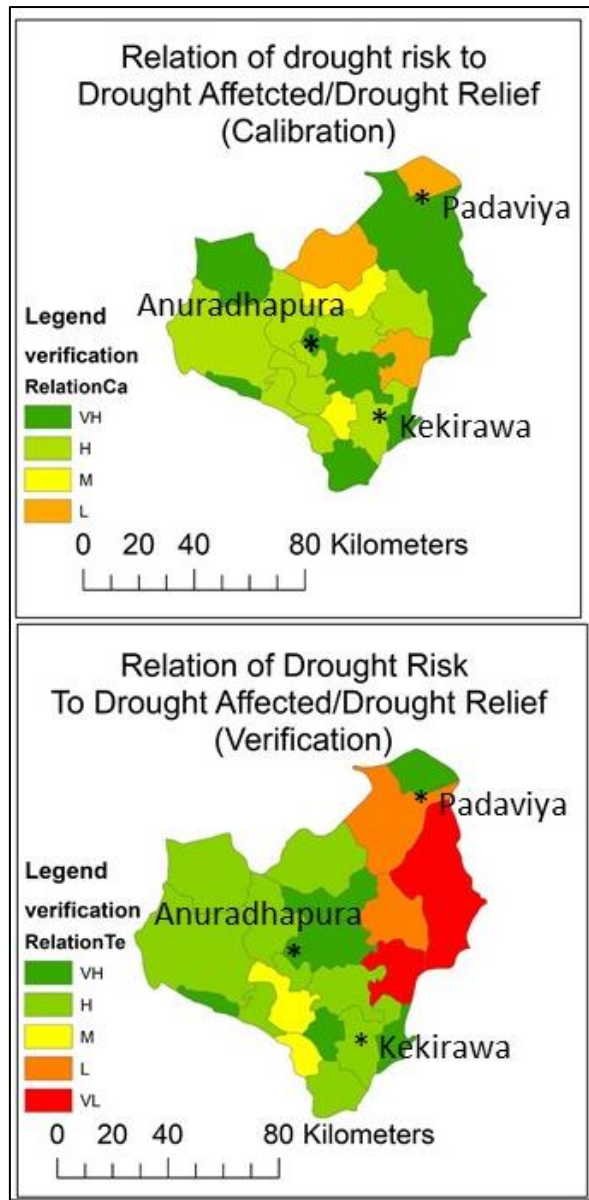 Relation of drought risk to
Drought Affetcted/Drought Relief
(Calibration)
* Padaviya
Anuradhapura
*
* Kekirawa
Legend
verification
RelationCa
VH
H
M
L
0 20 40 80 Kilometers
Relation of Drought Risk
To Drought Affected/Drought Relief
(Verification)
* Padaviya
Anuradhapura
*
* Kekirawa
Legend
verification
RelationTe
VH
H
M
L
VL
0 20 40 80 Kilometers